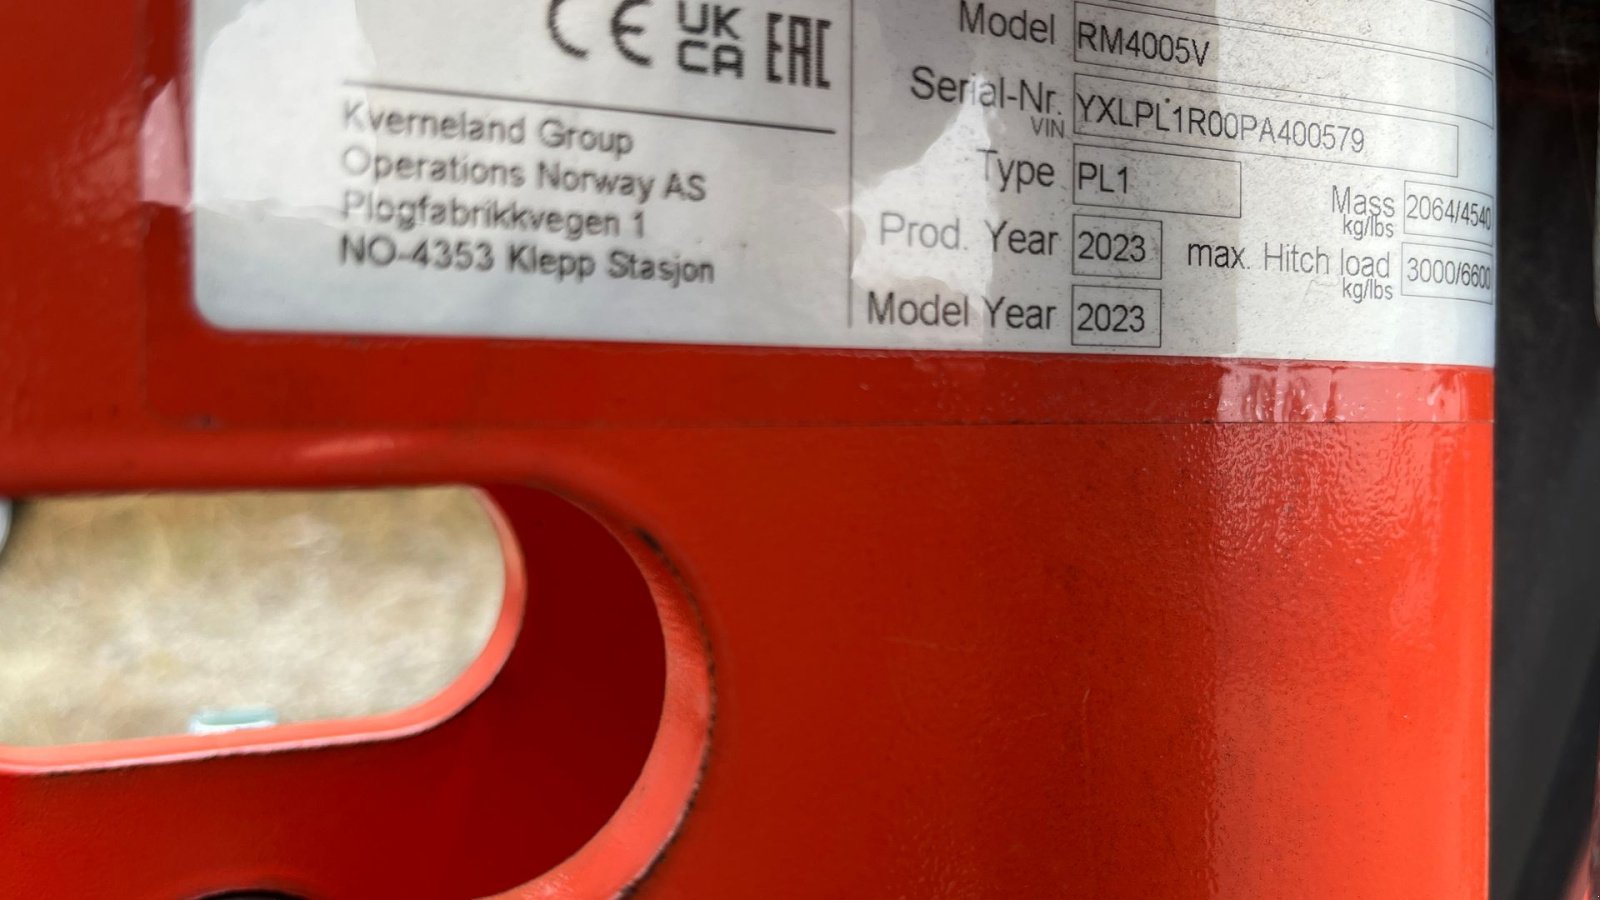 CE UK CA EAC
Kverneland Group
Operations Norway AS
Plogfabrikkvegen 1
NO-4353 Klepp Stasjon
Model RM4005V
Serial-Nr. YXLPL1R00PA400579
VIN
Type PL1
Mass 2064/4540
kg/lbs
Prod. Year 2023
max. Hitch load 3000/6600
kg/lbs
Model Year 2023